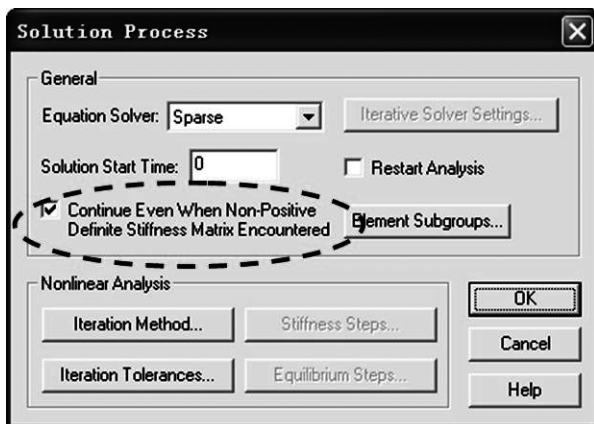 Solution Process
General
Equation Solver: Sparse
Iterative Solver Settings...
Solution Start Time: 0
Restart Analysis
Continue Even When Non-Positive
Definite Stiffness Matrix Encountered
Element Subgroups...
Nonlinear Analysis
Iteration Method...
Stiffness Steps...
Iteration Tolerances...
Equilibrium Steps...
OK
Cancel
Help